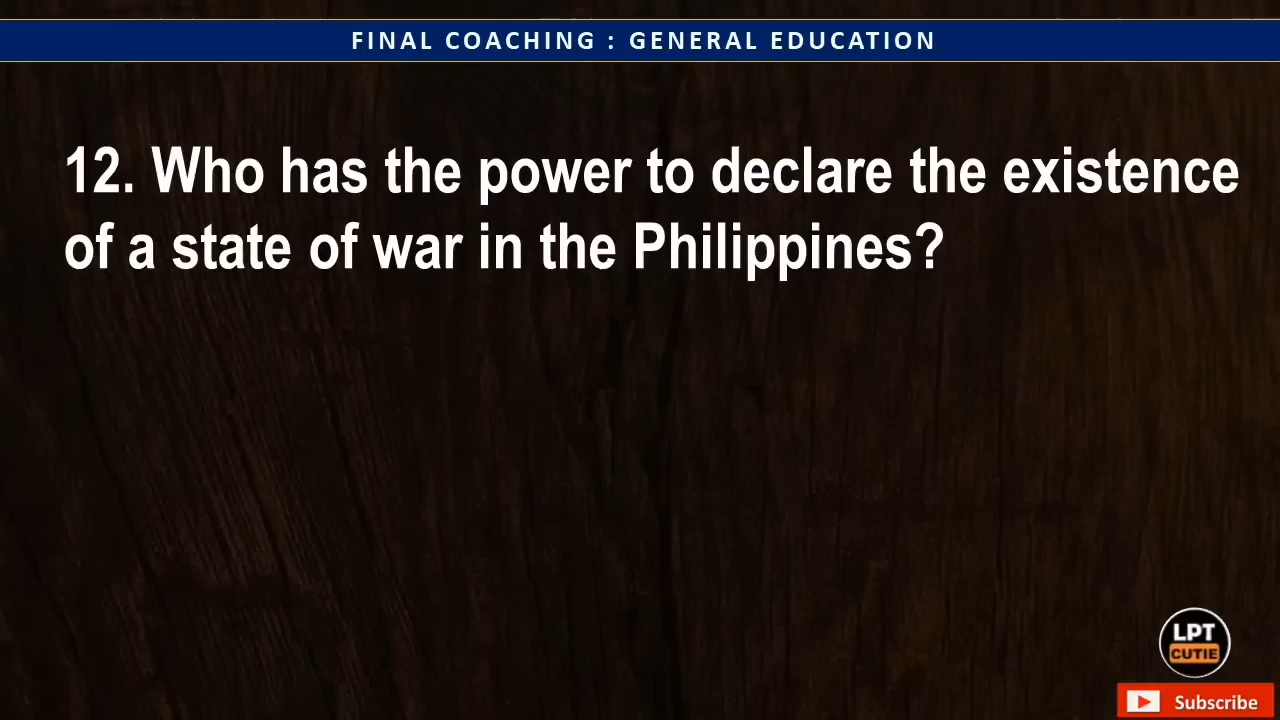 FINAL COACHING : GENERAL EDUCATION
12. Who has the power to declare the existence
of a state of war in the Philippines?
LPT
CUTIE
Subscribe